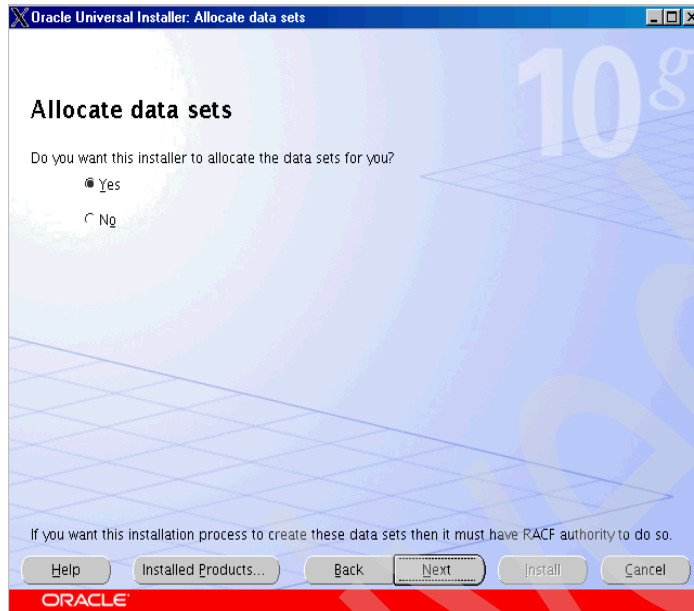 Oracle Universal Installer: Allocate data sets
10g
Allocate data sets
Do you want this installer to allocate the data sets for you?
Yes
No
If you want this installation process to create these data sets then it must have RACF authority to do so.
Help Installed Products... Back Next Install Cancel
ORACLE